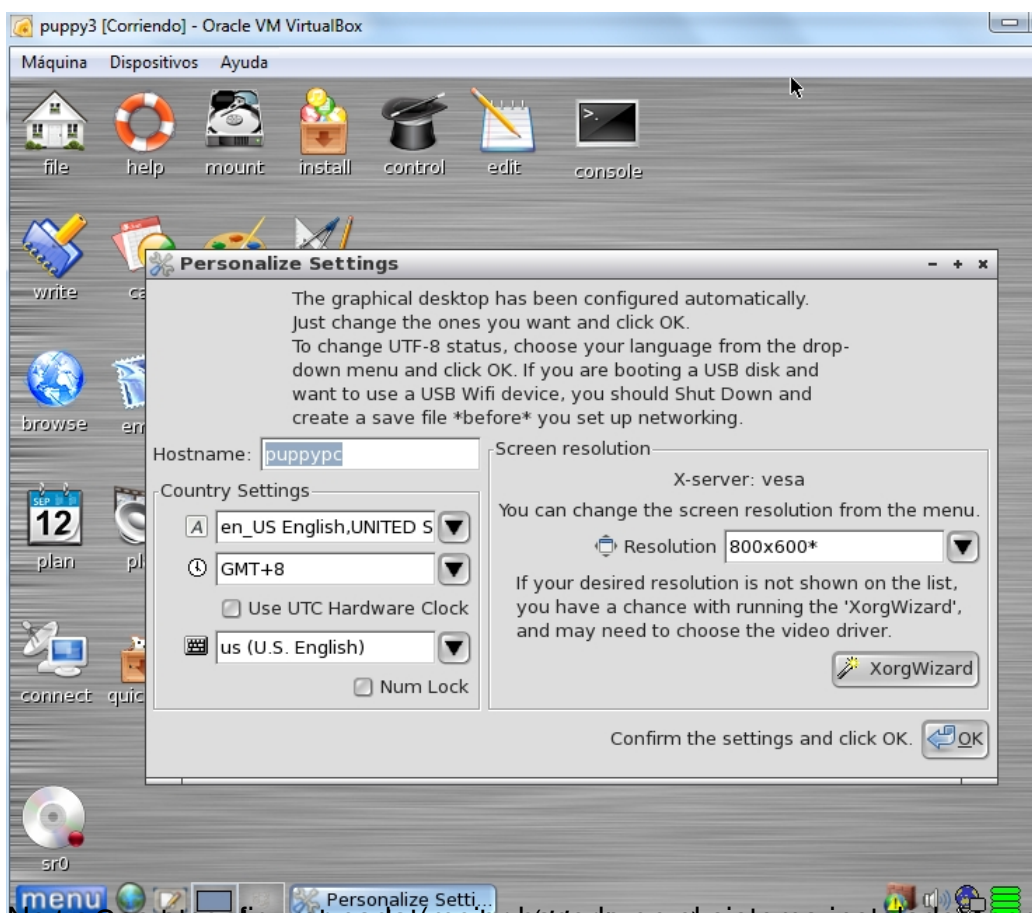 puppy3 [Corriendo] - Oracle VM VirtualBox
Máquina Dispositivos Ayuda
file help mount install control edit console
write
Personalize Settings
The graphical desktop has been configured automatically.
Just change the ones you want and click OK.
To change UTF-8 status, choose your language from the drop-
down menu and click OK. If you are booting a USB disk and
want to use a USB Wifi device, you should Shut Down and
create a save file *before* you set up networking.
browse
Hostname: puppypc
Country Settings
en_US English,UNITED S
GMT+8
Use UTC Hardware Clock
us (U.S. English)
Num Lock
Screen resolution
X-server: vesa
You can change the screen resolution from the menu.
Resolution 800x600*
If your desired resolution is not shown on the list,
you have a chance with running the 'XorgWizard',
and may need to choose the video driver.
XorgWizard
Confirm the settings and click OK. OK
SEP
12
plan
connect
sr0
menu Personalize Setti...